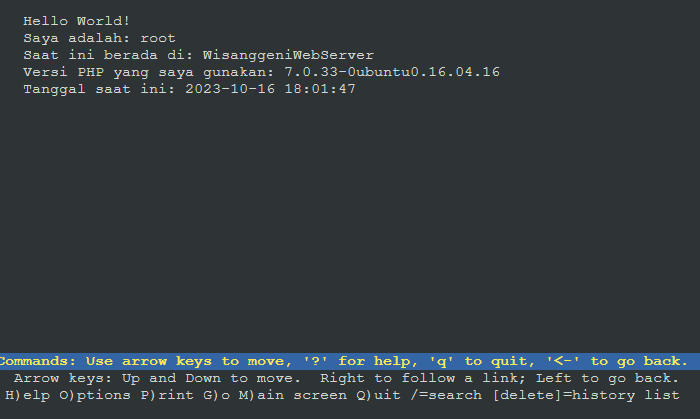 Hello World!
Saya adalah: root
Saat ini berada di: WisanggeniWebServer
Versi PHP yang saya gunakan: 7.0.33-0ubuntu0.16.04.16
Tanggal saat ini: 2023-10-16 18:01:47
Commands: Use arrow keys to move, '?' for help, 'q' to quit, '<-' to go back.
Arrow keys: Up and Down to move.  Right to follow a link; Left to go back.
H)elp O)ptions P)rint G)o M)ain screen Q)uit /=search [delete]=history list